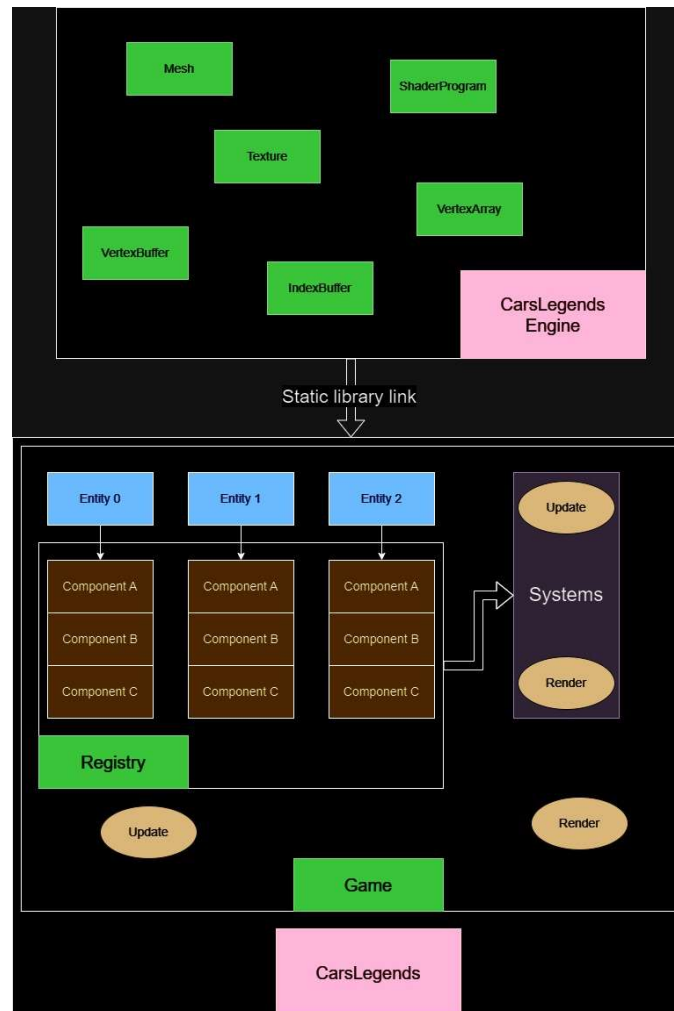 Mesh
ShaderProgram
Texture
VertexArray
VertexBuffer
IndexBuffer
CarsLegends
Engine
Static library link
Entity 0
Entity 1
Entity 2
Update
Component A
Component A
Component A
Systems
Component B
Component B
Component B
Component C
Component C
Component C
Render
Registry
Update
Render
Game
CarsLegends